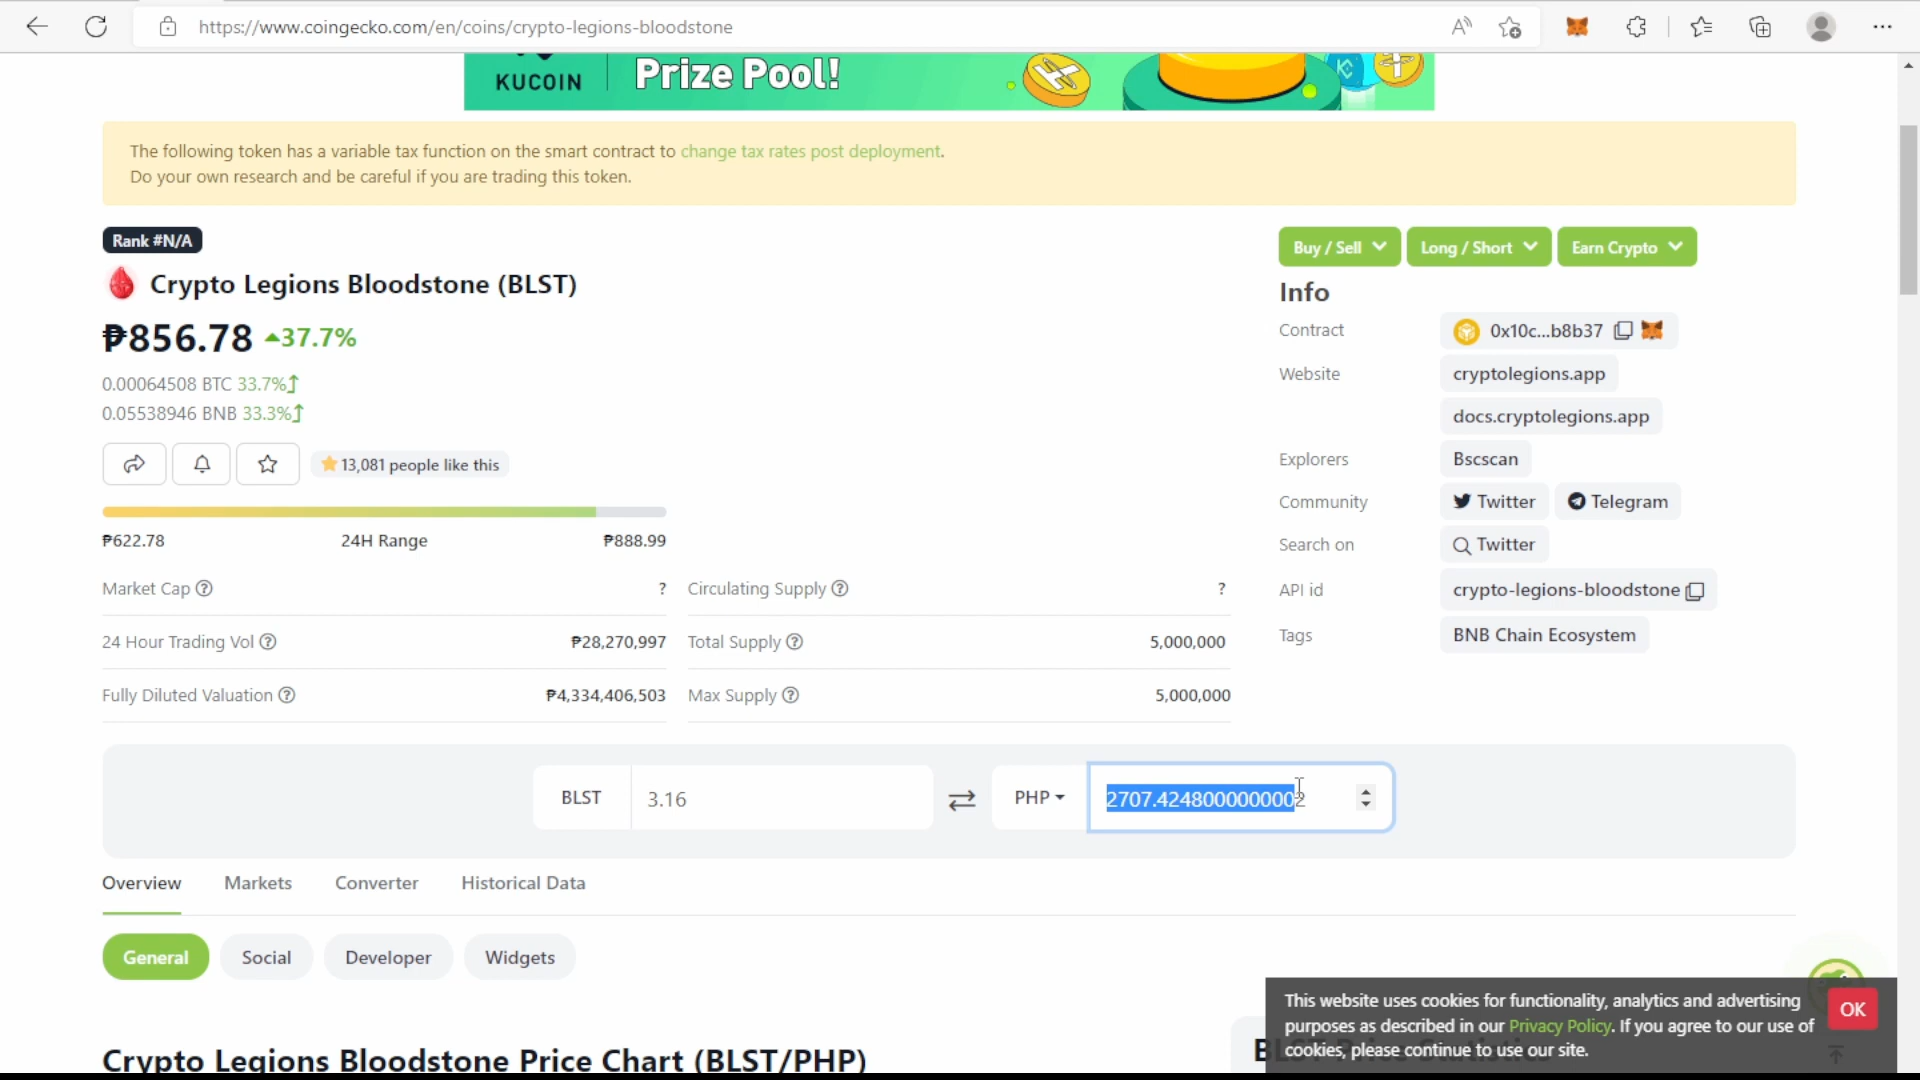 https://www.coingecko.com/en/coins/crypto-legions-bloodstone
KUCOIN
Prize Pool!
The following token has a variable tax function on the smart contract to change tax rates post deployment.
Do your own research and be careful if you are trading this token.
Rank #N/A
Crypto Legions Bloodstone (BLST)
₱856.78 37.7%
0.00064508 BTC 33.7%
0.05538946 BNB 33.3%
13,081 people like this
₱622.78 24H Range ₱888.99
Market Cap ?
Circulating Supply ?
24 Hour Trading Vol ₱28,270,997
Total Supply 5,000,000
Fully Diluted Valuation ₱4,334,406,503
Max Supply 5,000,000
Buy / Sell Long / Short Earn Crypto
Info
Contract 0x10c...b8b37
Website cryptolegions.app
docs.cryptolegions.app
Explorers Bscscan
Community Twitter Telegram
Search on Twitter
API id crypto-legions-bloodstone
Tags BNB Chain Ecosystem
BLST 3.16 PHP 2707.4248000000002
Overview Markets Converter Historical Data
General Social Developer Widgets
Crypto Legions Bloodstone Price Chart (BLST/PHP)
This website uses cookies for functionality, analytics and advertising
purposes as described in our Privacy Policy. If you agree to our use of
cookies, please continue to use our site.
OK